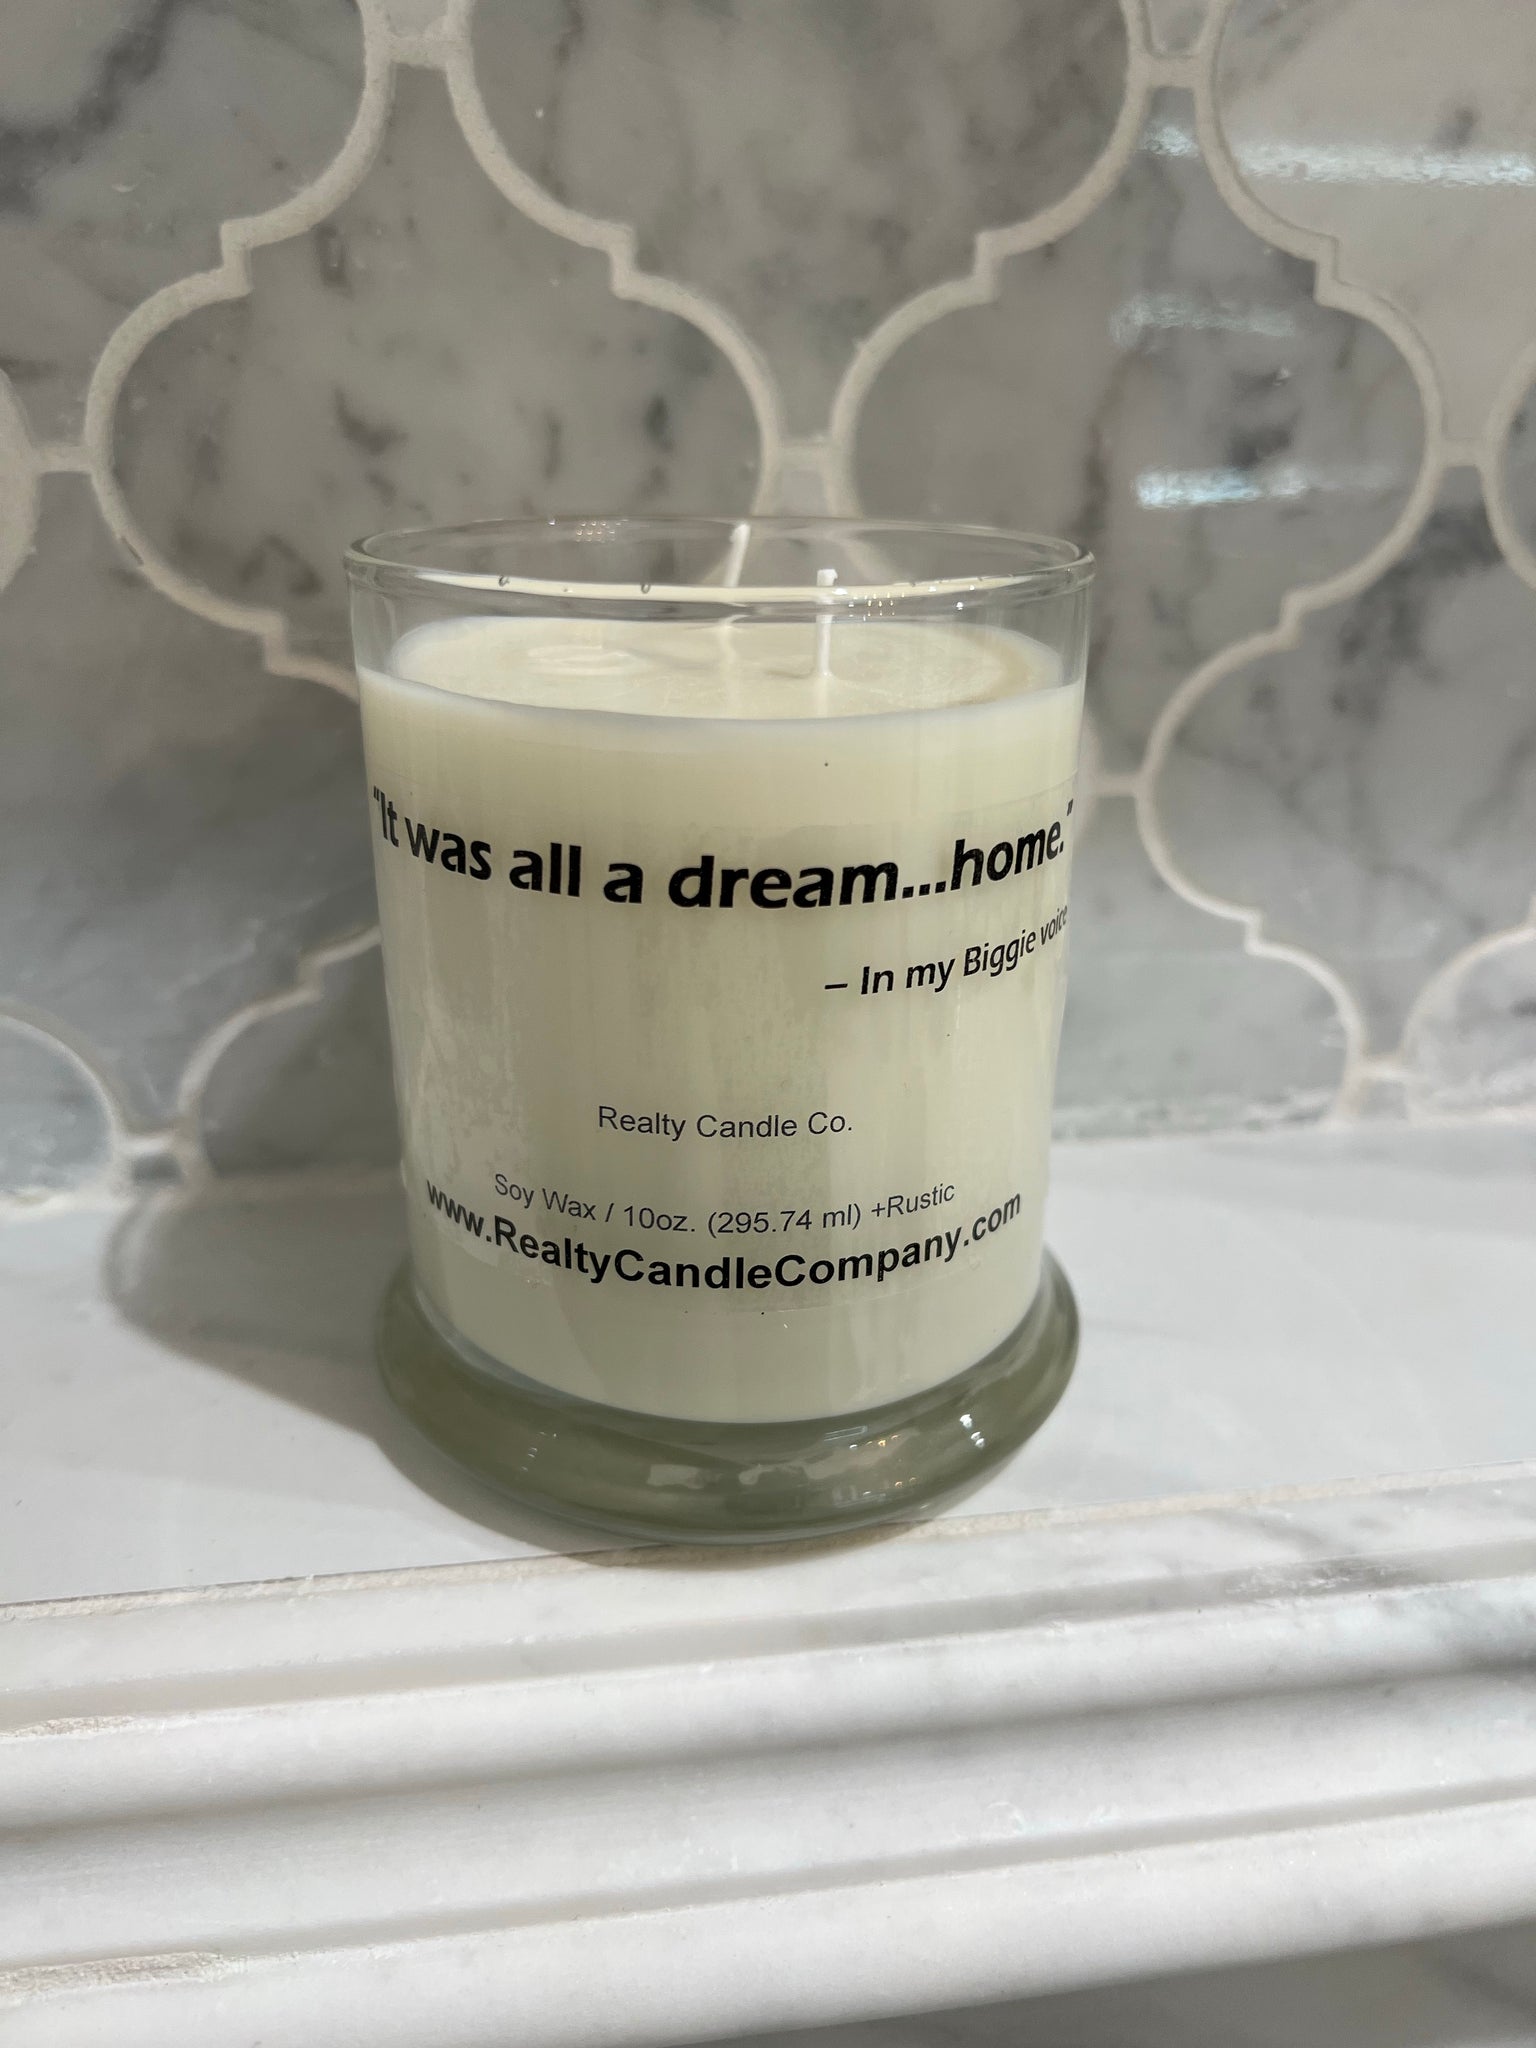 "It was all a dream...home."
– In my Biggie voice
Realty Candle Co.
Soy Wax / 10oz. (295.74 ml) +Rustic
www.RealtyCandleCompany.com